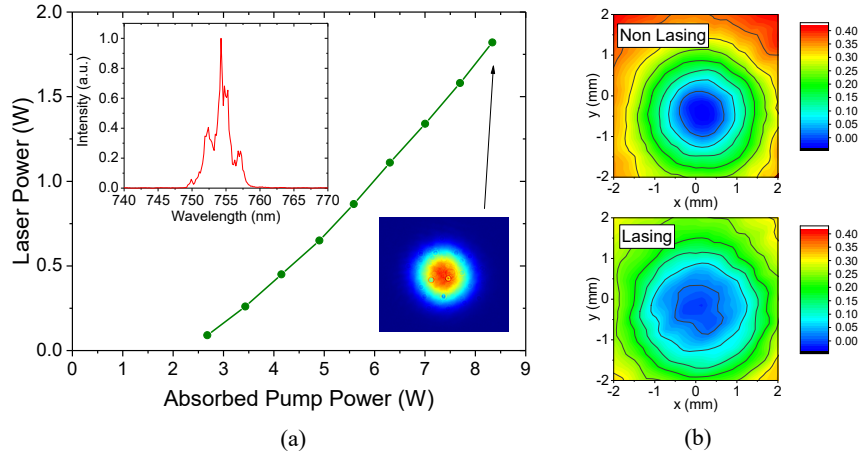 2.0
1.5
1.0
0.5
0.0
Laser Power (W)
0 1 2 3 4 5 6 7 8 9
Absorbed Pump Power (W)
1.0
0.8
0.6
0.4
0.2
0.0
Intensity (a.u.)
740 745 750 755 760 765 770
Wavelength (nm)
(a)
Non Lasing
2
1
0
-1
-2
y (mm)
-2 -1 0 1 2
x (mm)
0.40
0.35
0.30
0.25
0.20
0.15
0.10
0.05
0.00
Lasing
2
1
0
-1
-2
y (mm)
-2 -1 0 1 2
x (mm)
0.40
0.35
0.30
0.25
0.20
0.15
0.10
0.05
0.00
(b)